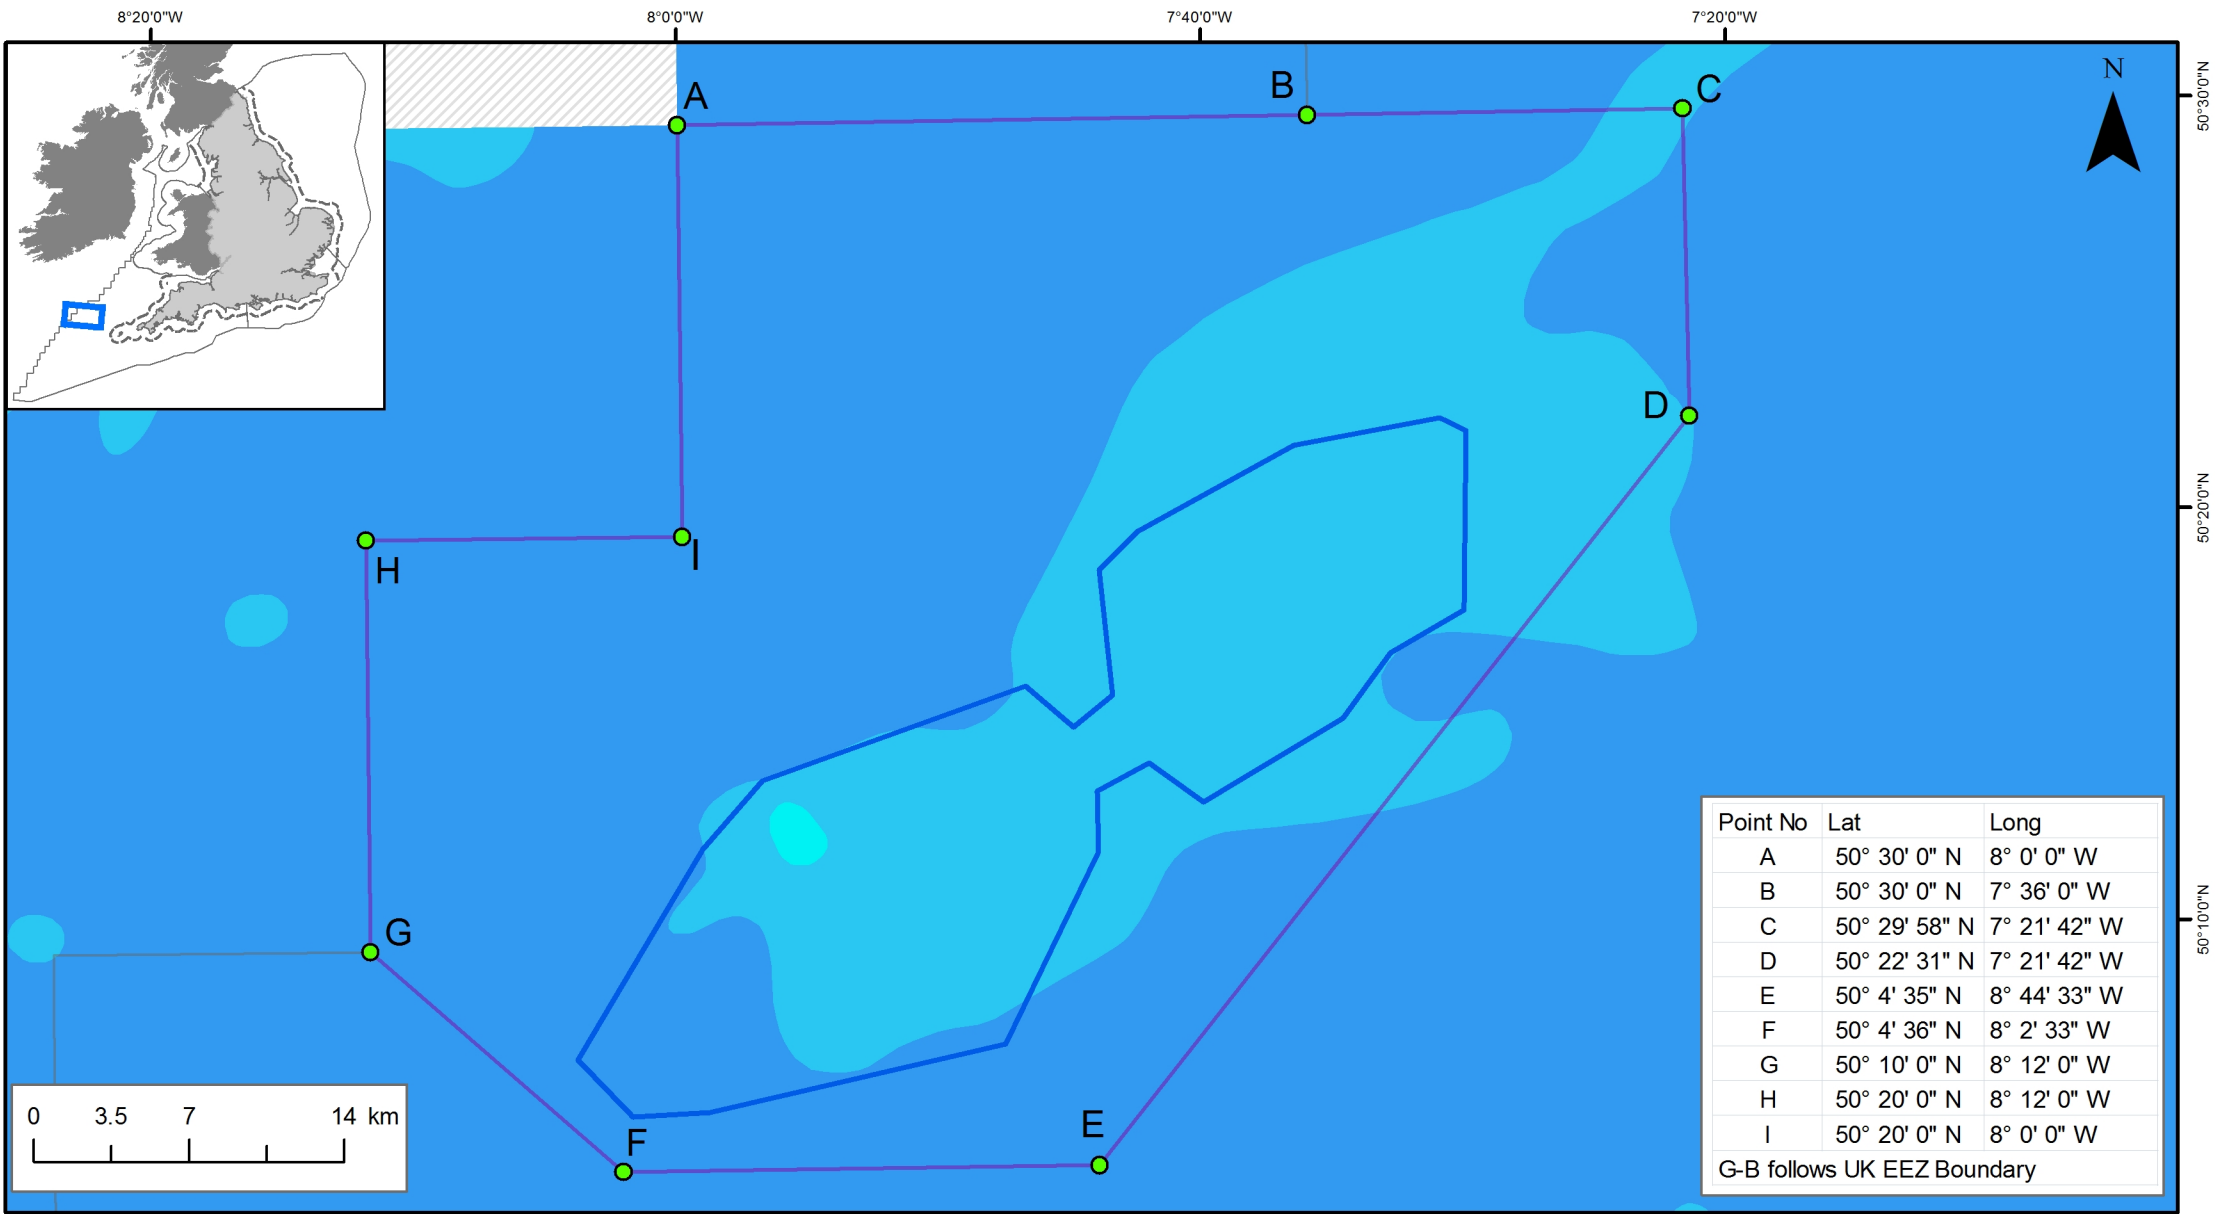 8°20'0"W 8°0'0"W 7°40'0"W 7°20'0"W
N
50°30'0"N
A
B
C
D
50°20'0"N
H
I
50°10'0"N
G
F
E
0 3.5 7 14 km
Point No Lat Long
A 50° 30' 0" N 8° 0' 0" W
B 50° 30' 0" N 7° 36' 0" W
C 50° 29' 58" N 7° 21' 42" W
D 50° 22' 31" N 7° 21' 42" W
E 50° 4' 35" N 8° 44' 33" W
F 50° 4' 36" N 8° 2' 33" W
G 50° 10' 0" N 8° 12' 0" W
H 50° 20' 0" N 8° 12' 0" W
I 50° 20' 0" N 8° 0' 0" W
G-B follows UK EEZ Boundary